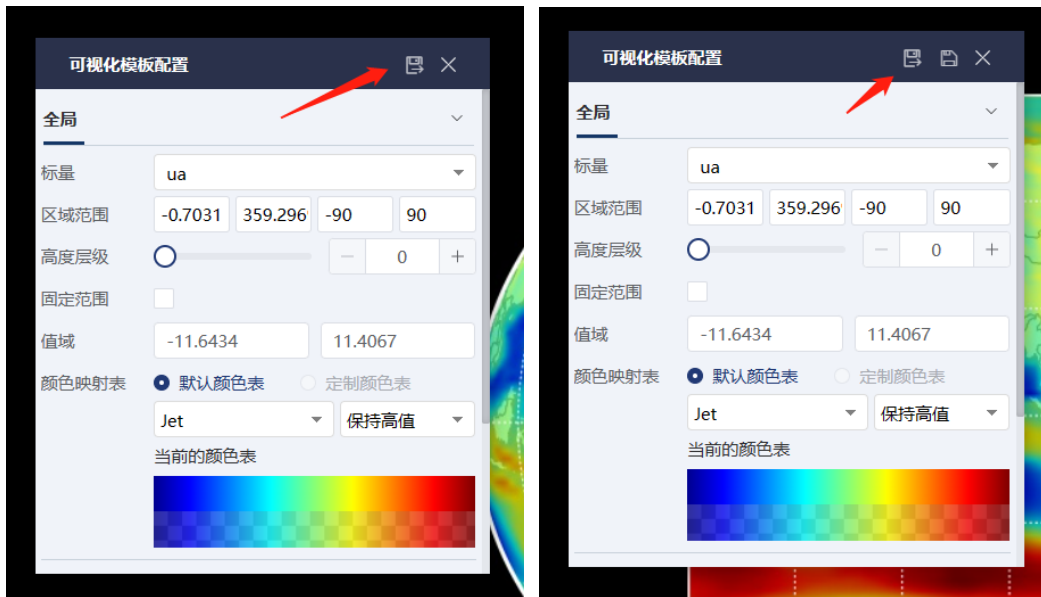 可视化模板配置
全局
标量
ua
区域范围
-0.7031 359.296 -90 90
高度层级
0
固定范围
值域
-11.6434 11.4067
颜色映射表 默认颜色表 定制颜色表
Jet 保持高值
当前的颜色表
可视化模板配置
全局
标量
ua
区域范围
-0.7031 359.296 -90 90
高度层级
0
固定范围
值域
-11.6434 11.4067
颜色映射表 默认颜色表 定制颜色表
Jet 保持高值
当前的颜色表